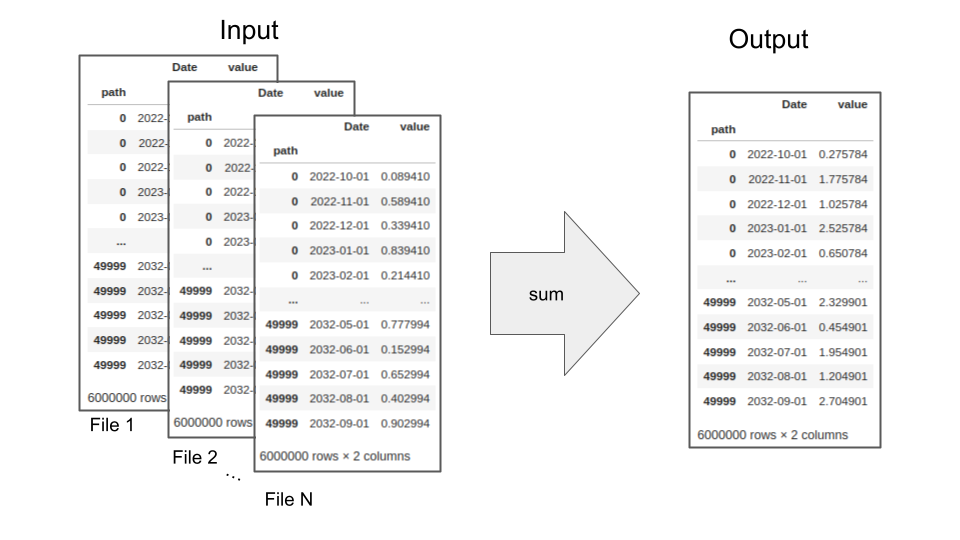 Input
Date value
path
0 2022-
0 2022-
0 2022-
0 2023-
0 2023-
...
49999 2032-
49999 2032-
49999 2032-
49999 2032-
49999 2032-
6000000 rows
File 1
Date value
path
0 2022-
0 2022-
0 2022-
0 2023-
0 2023-
...
49999 2032-
49999 2032-
49999 2032-
49999 2032-
49999 2032-
6000000 rows
File 2
...
Date value
path
0 2022-10-01 0.089410
0 2022-11-01 0.589410
0 2022-12-01 0.339410
0 2023-01-01 0.839410
0 2023-02-01 0.214410
... ... ...
49999 2032-05-01 0.777994
49999 2032-06-01 0.152994
49999 2032-07-01 0.652994
49999 2032-08-01 0.402994
49999 2032-09-01 0.902994
6000000 rows × 2 columns
File N
sum
Output
Date value
path
0 2022-10-01 0.275784
0 2022-11-01 1.775784
0 2022-12-01 1.025784
0 2023-01-01 2.525784
0 2023-02-01 0.650784
... ... ...
49999 2032-05-01 2.329901
49999 2032-06-01 0.454901
49999 2032-07-01 1.954901
49999 2032-08-01 1.204901
49999 2032-09-01 2.704901
6000000 rows × 2 columns